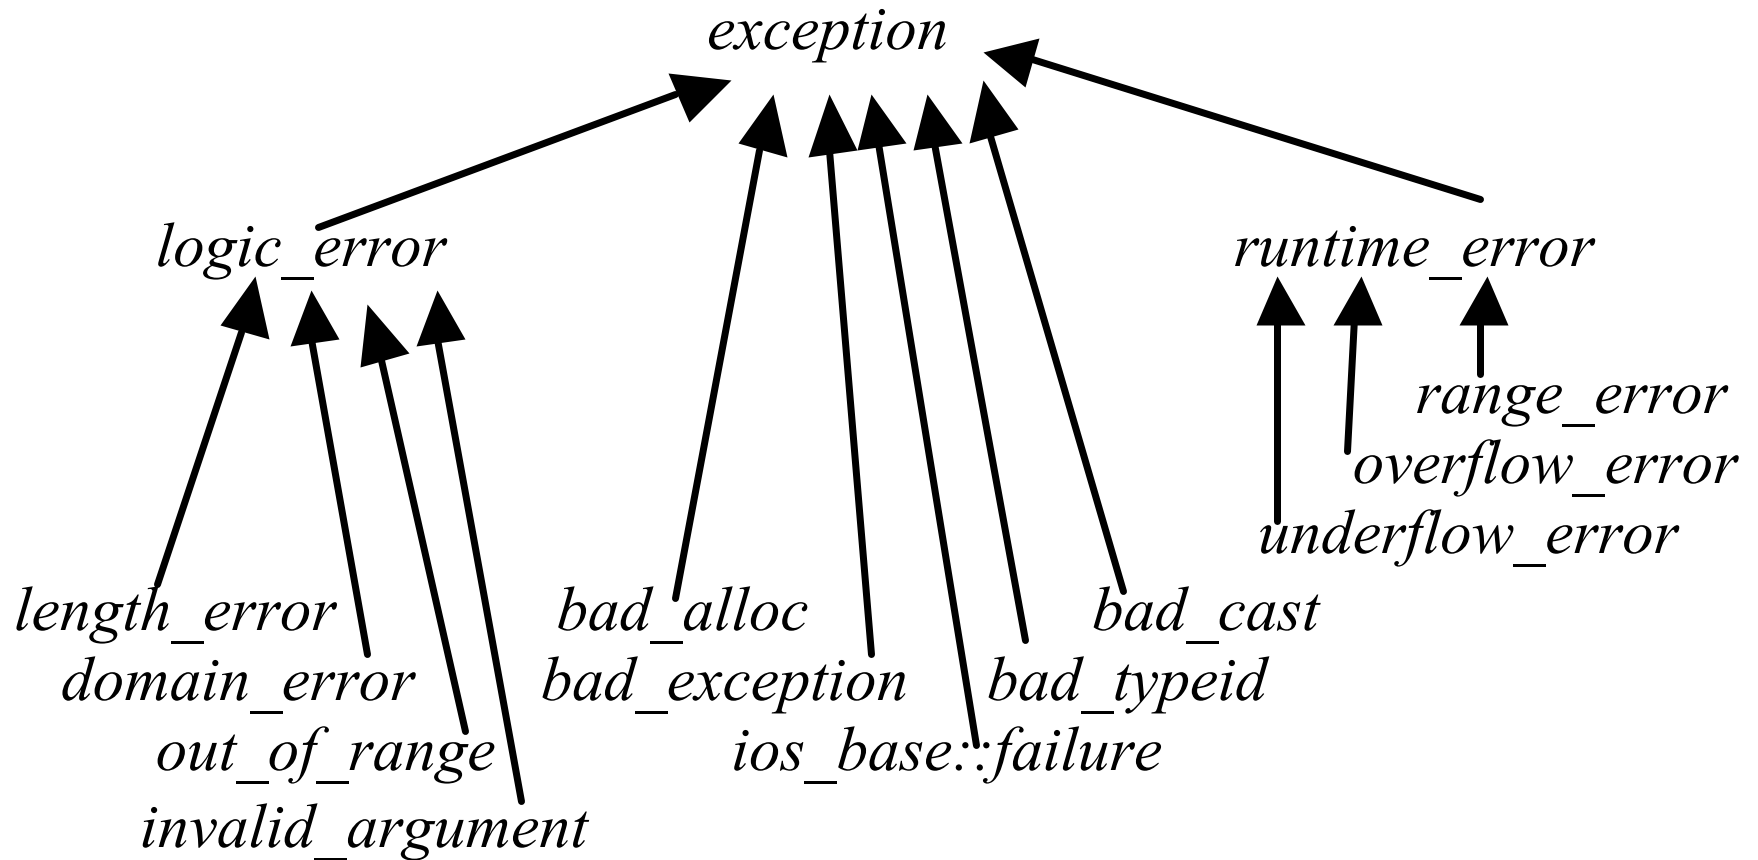 exception
logic_error
runtime_error
range_error
overflow_error
underflow_error
length_error
domain_error
out_of_range
invalid_argument
bad_alloc
bad_exception
ios_base::failure
bad_typeid
bad_cast